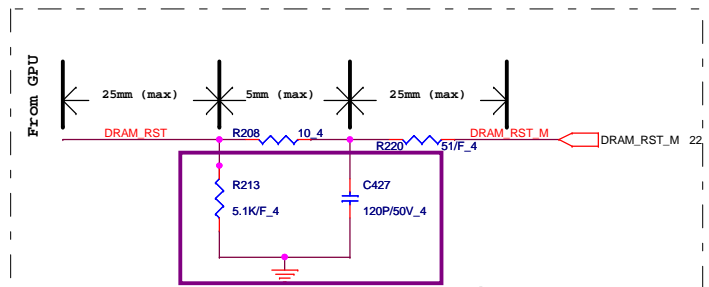 From GPU
25mm (max)
5mm (max)
25mm (max)
DRAM_RST
R208
10_4
R220
51/F_4
DRAM_RST_M
DRAM_RST_M 22
R213
5.1K/F_4
C427
120P/50V_4